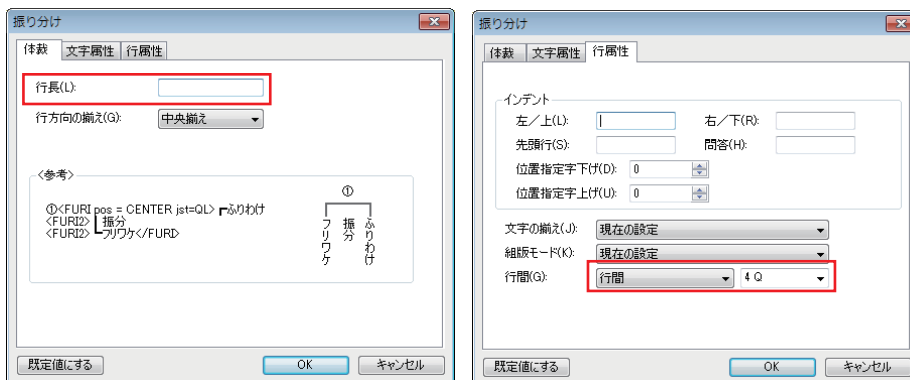 振り分け
体裁 文字属性 行属性
行長(L):
行方向の揃え(G): 中央揃え
<参考>
①<FURI pos = CENTER jst=QL>ふりわけ
<FURI2>振分
<FURI2>フリワケ</FURI>
①
ふりわけ
振分
フリワケ
既定値にする OK キャンセル
振り分け
体裁 文字属性 行属性
インデント
左/上(L): 右/下(R):
先頭行(S): 問答(H):
位置指定字下げ(D): 0
位置指定字上げ(U): 0
文字の揃え(J): 現在の設定
組版モード(K): 現在の設定
行間(G): 行間 4 Q
既定値にする OK キャンセル